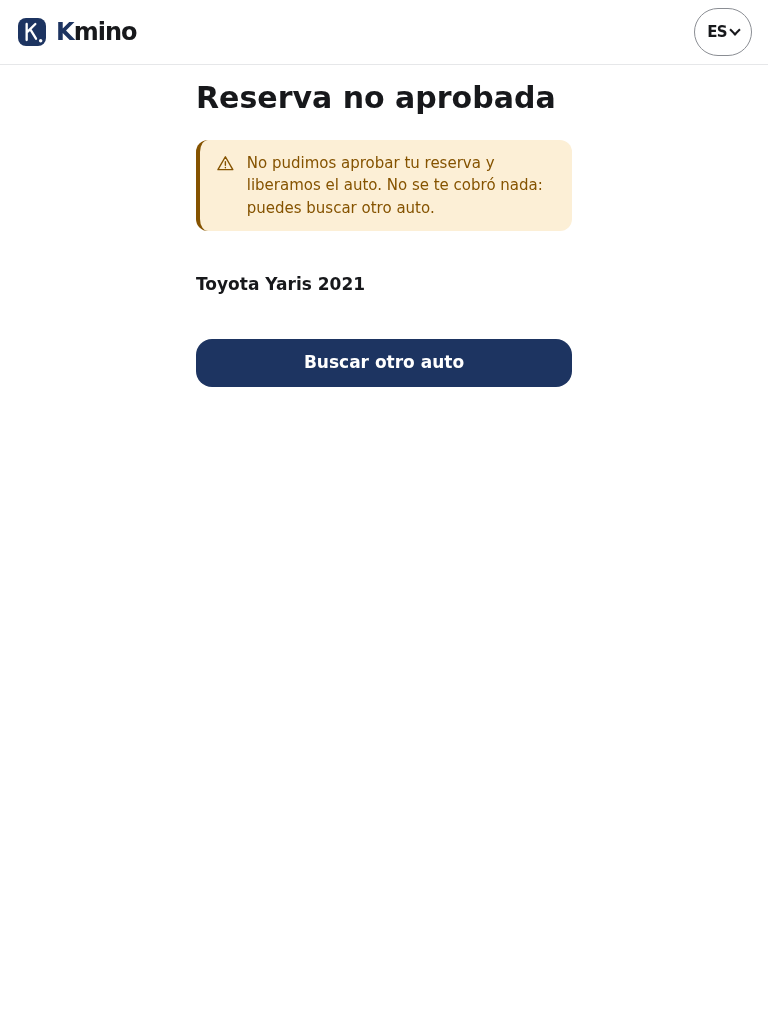 K. Kmino
ES
Reserva no aprobada
No pudimos aprobar tu reserva y
liberamos el auto. No se te cobró nada:
puedes buscar otro auto.
Toyota Yaris 2021
Buscar otro auto